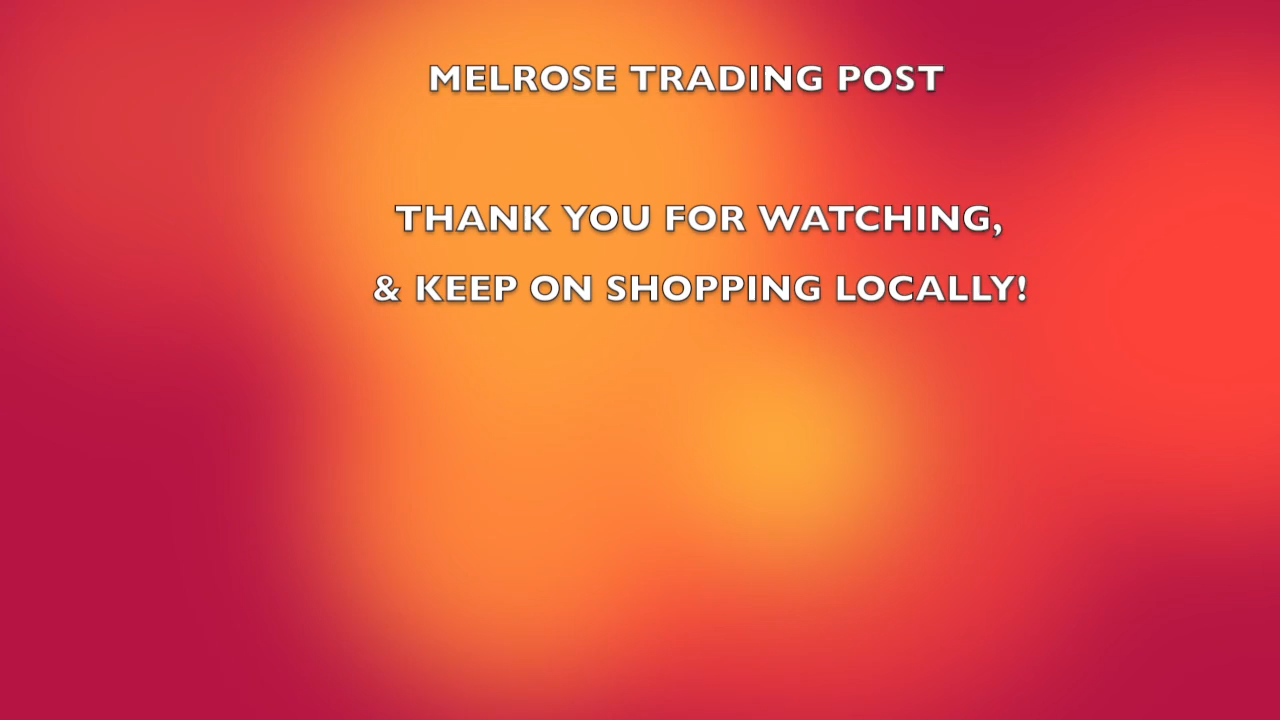 MELROSE TRADING POST
THANK YOU FOR WATCHING,
& KEEP ON SHOPPING LOCALLY!